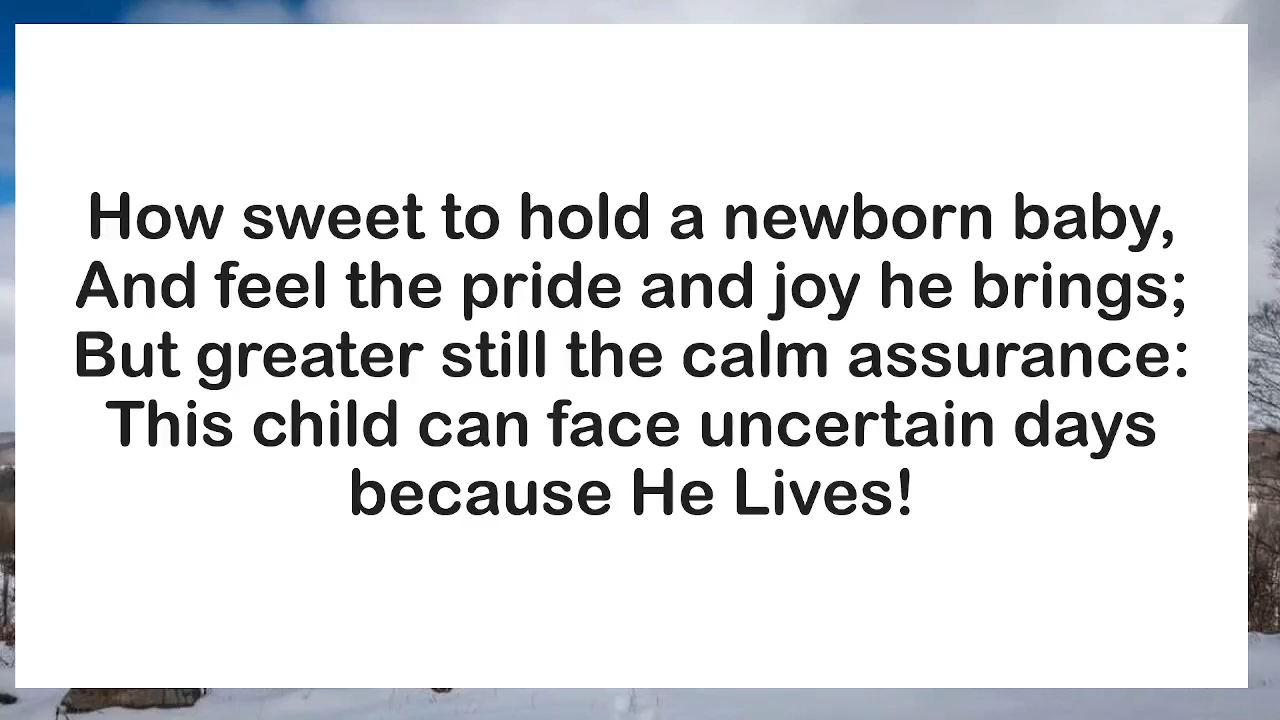 How sweet to hold a newborn baby,
And feel the pride and joy he brings;
But greater still the calm assurance:
This child can face uncertain days
because He Lives!